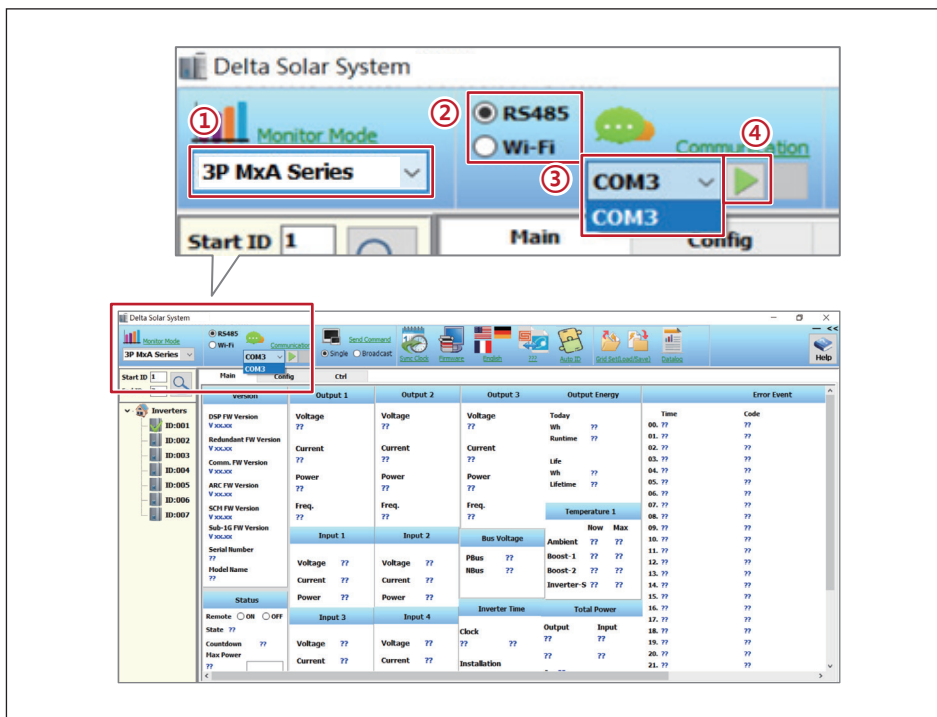 Delta Solar System
① Monitor Mode
3P MxA Series
② RS485
Wi-Fi
③ COM3
COM3
④ Communication
Start ID 1
Main
Config
Delta Solar System
Monitor Mode
3P MxA Series
RS485
Wi-Fi
Communication
COM3
COM3
Send Command
Single Broadcast
Sync Clock
Firmware
English
???
Auto ID
Grid Set(Load/Save)
Datalog
<<
Help
Start ID 1
Main Config Ctrl
Inverters
ID:001
ID:002
ID:003
ID:004
ID:005
ID:006
ID:007
Version
DSP FW Version
V xx.xx
Redundant FW Version
V xx.xx
Comm. FW Version
V xx.xx
ARC FW Version
V xx.xx
SCM FW Version
V xx.xx
Sub-1G FW Version
V xx.xx
Serial Number
??
Model Name
??
Status
Remote ON OFF
State ??
Countdown ??
Max Power
??
Output 1
Voltage
??
Current
??
Power
??
Freq.
??
Output 2
Voltage
??
Current
??
Power
??
Freq.
??
Output 3
Voltage
??
Current
??
Power
??
Freq.
??
Input 1
Voltage ??
Current ??
Power ??
Input 2
Voltage ??
Current ??
Power ??
Input 3
Voltage ??
Current ??
Input 4
Voltage ??
Current ??
Bus Voltage
PBus ??
NBus ??
Inverter Time
Clock
?? ??
Installation
Output Energy
Today
Wh ??
Runtime ??
Life
Wh ??
Lifetime ??
Temperature 1
Now Max
Ambient ?? ??
Boost-1 ?? ??
Boost-2 ?? ??
Inverter-S ?? ??
Total Power
Output Input
?? ??
?? ??
Error Event
Time Code
00. ?? ??
01. ?? ??
02. ?? ??
03. ?? ??
04. ?? ??
05. ?? ??
06. ?? ??
07. ?? ??
08. ?? ??
09. ?? ??
10. ?? ??
11. ?? ??
12. ?? ??
13. ?? ??
14. ?? ??
15. ?? ??
16. ?? ??
17. ?? ??
18. ?? ??
19. ?? ??
20. ?? ??
21. ?? ??